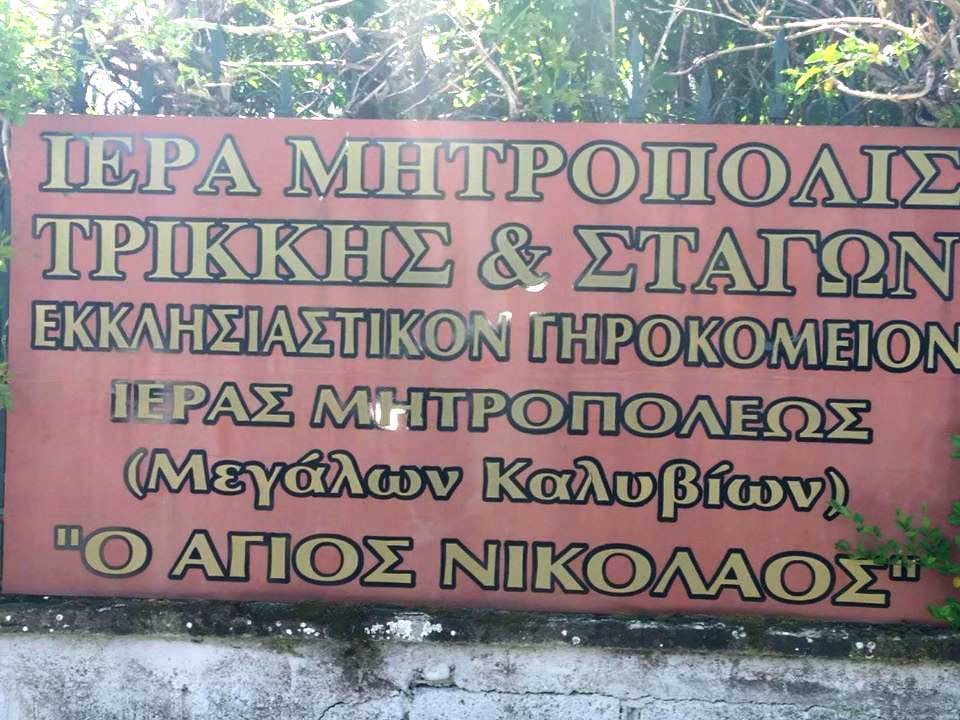 ΙΕΡΑ ΜΗΤΡΟΠΟΛΙΣ
ΤΡΙΚΚΗΣ & ΣΤΑΓΩΝ
ΕΚΚΛΗΣΙΑΣΤΙΚΟΝ ΓΗΡΟΚΟΜΕΙΟΝ
ΙΕΡΑΣ ΜΗΤΡΟΠΟΛΕΩΣ
(Μεγάλων Καλυβίων)
"Ο ΑΓΙΟΣ ΝΙΚΟΛΑΟΣ"